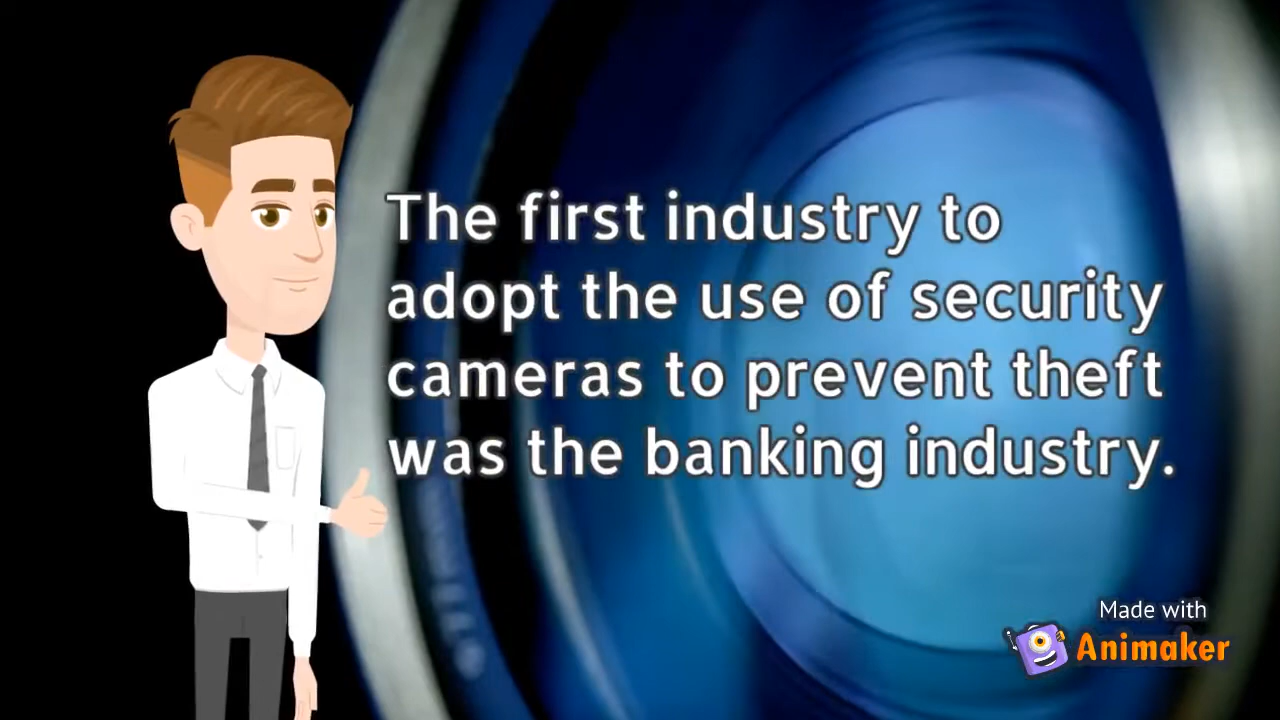 The first industry to
adopt the use of security
cameras to prevent theft
was the banking industry.
Made with
Animaker